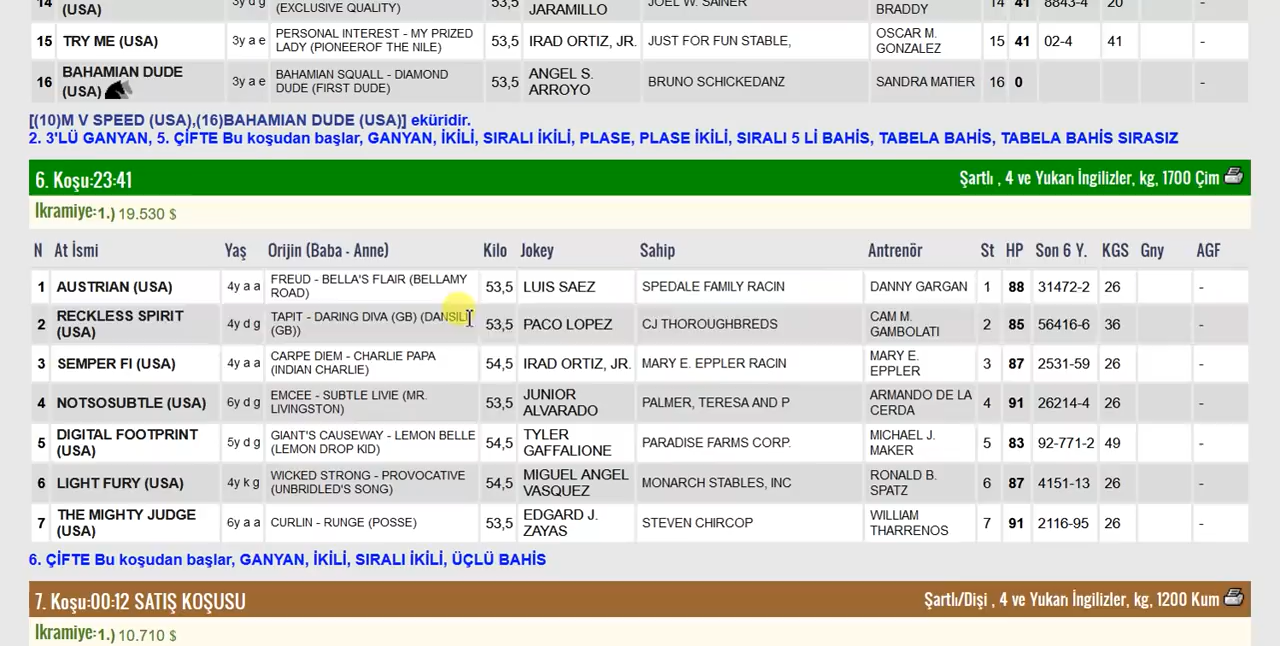 14 (USA) 3y d g (EXCLUSIVE QUALITY) 53,5 JARAMILLO JOEL W. SAINER BRADDY 14 41 8843-4 20 -
15 TRY ME (USA) 3y a e PERSONAL INTEREST - MY PRIZED LADY (PIONEEROF THE NILE) 53,5 IRAD ORTIZ, JR. JUST FOR FUN STABLE, OSCAR M. GONZALEZ 15 41 02-4 41 -
16 BAHAMIAN DUDE (USA) 3y a e BAHAMIAN SQUALL - DIAMOND DUDE (FIRST DUDE) 53,5 ANGEL S. ARROYO BRUNO SCHICKEDANZ SANDRA MATIER 16 0 -
[(10)M V SPEED (USA),(16)BAHAMIAN DUDE (USA)] eküridir.
2. 3'LÜ GANYAN, 5. ÇİFTE Bu koşudan başlar, GANYAN, İKİLİ, SIRALI İKİLİ, PLASE, PLASE İKİLİ, SIRALI 5 Lİ BAHİS, TABELA BAHİS, TABELA BAHİS SIRASIZ
6. Koşu:23:41 Şartlı , 4 ve Yukarı İngilizler, kg, 1700 Çim
İkramiye:1.) 19.530 $
N At İsmi Yaş Orijin (Baba - Anne) Kilo Jokey Sahip Antrenör St HP Son 6 Y. KGS Gny AGF
1 AUSTRIAN (USA) 4y a a FREUD - BELLA'S FLAIR (BELLAMY ROAD) 53,5 LUIS SAEZ SPEDALE FAMILY RACIN DANNY GARGAN 1 88 31472-2 26 -
2 RECKLESS SPIRIT (USA) 4y d g TAPIT - DARING DIVA (GB) (DANSILI (GB)) 53,5 PACO LOPEZ CJ THOROUGHBREDS CAM M. GAMBOLATI 2 85 56416-6 36 -
3 SEMPER FI (USA) 4y a a CARPE DIEM - CHARLIE PAPA (INDIAN CHARLIE) 54,5 IRAD ORTIZ, JR. MARY E. EPPLER RACIN MARY E. EPPLER 3 87 2531-59 26 -
4 NOTSOSUBTLE (USA) 6y d g EMCEE - SUBTLE LIVIE (MR. LIVINGSTON) 53,5 JUNIOR ALVARADO PALMER, TERESA AND P ARMANDO DE LA CERDA 4 91 26214-4 26 -
5 DIGITAL FOOTPRINT (USA) 5y d g GIANT'S CAUSEWAY - LEMON BELLE (LEMON DROP KID) 54,5 TYLER GAFFALIONE PARADISE FARMS CORP. MICHAEL J. MAKER 5 83 92-771-2 49 -
6 LIGHT FURY (USA) 4y k g WICKED STRONG - PROVOCATIVE (UNBRIDLED'S SONG) 54,5 MIGUEL ANGEL VASQUEZ MONARCH STABLES, INC RONALD B. SPATZ 6 87 4151-13 26 -
7 THE MIGHTY JUDGE (USA) 6y a a CURLIN - RUNGE (POSSE) 53,5 EDGARD J. ZAYAS STEVEN CHIRCOP WILLIAM THARRENOS 7 91 2116-95 26 -
6. ÇİFTE Bu koşudan başlar, GANYAN, İKİLİ, SIRALI İKİLİ, ÜÇLÜ BAHİS
7. Koşu:00:12 SATIŞ KOŞUSU Şartlı/Dişi , 4 ve Yukarı İngilizler, kg, 1200 Kum
İkramiye:1.) 10.710 $